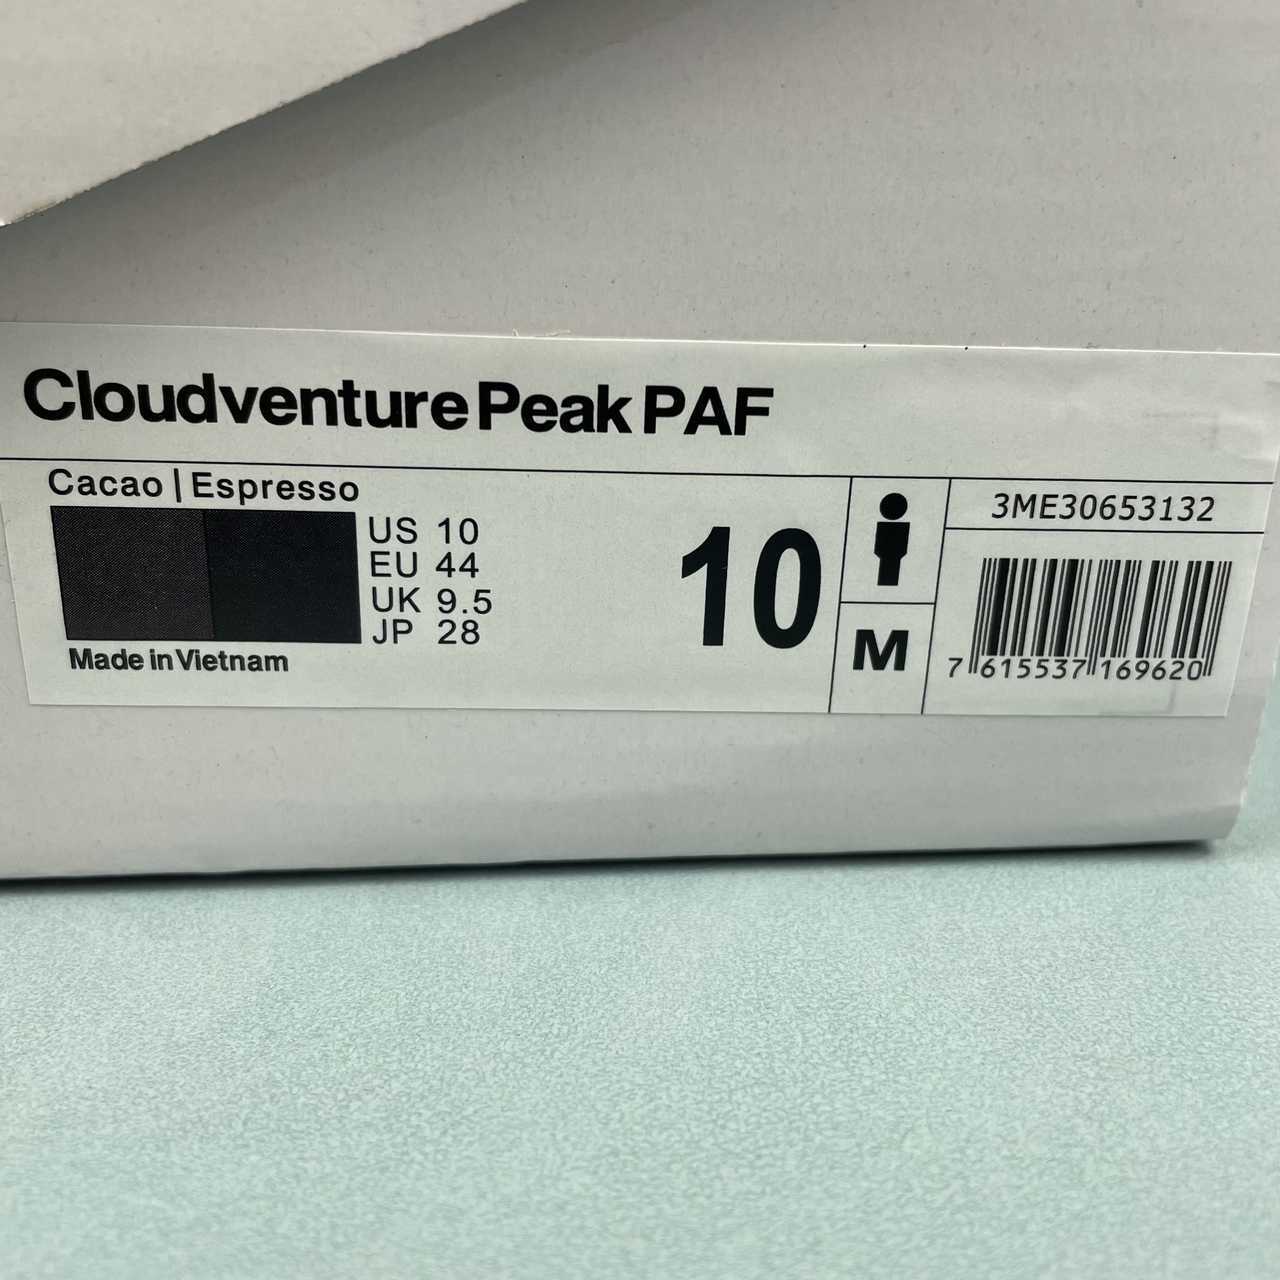 Cloudventure Peak PAF
Cacao | Espresso
US 10
EU 44
UK 9.5
JP 28
Made in Vietnam
10
M
3ME30653132
7 615537 169620